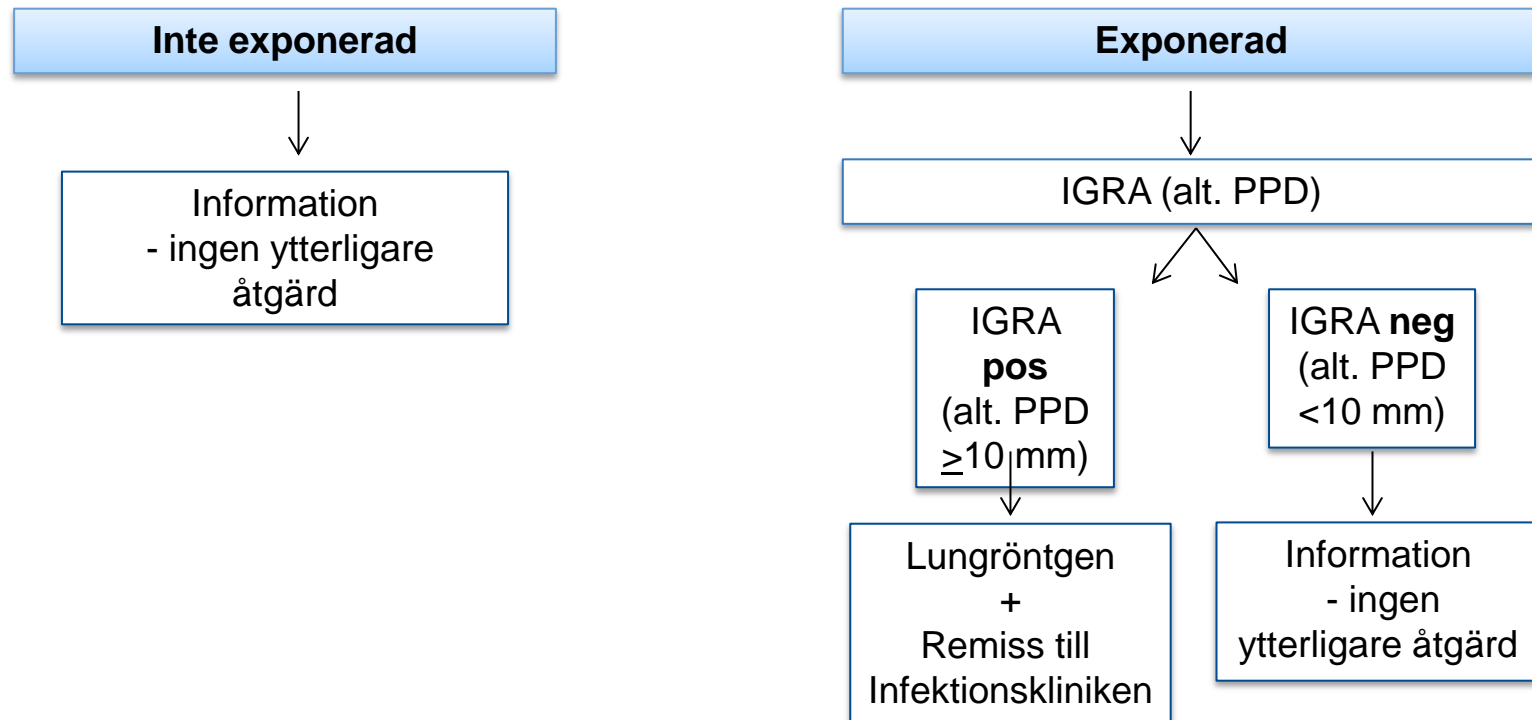 Inte exponerad
Information
- ingen ytterligare
åtgärd
Exponerad
IGRA (alt. PPD)
IGRA
pos
(alt. PPD
≥10 mm)
IGRA neg
(alt. PPD
<10 mm)
Lungröntgen
+
Remiss till
Infektionskliniken
Information
- ingen
ytterligare åtgärd